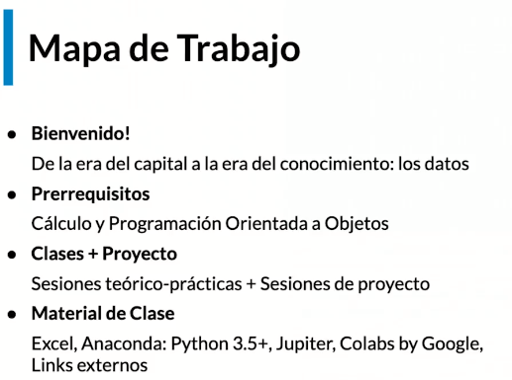 Mapa de Trabajo
• Bienvenido!
De la era del capital a la era del conocimiento: los datos
• Prerrequisitos
Cálculo y Programación Orientada a Objetos
• Clases + Proyecto
Sesiones teórico-prácticas + Sesiones de proyecto
• Material de Clase
Excel, Anaconda: Python 3.5+, Jupiter, Colabs by Google,
Links externos